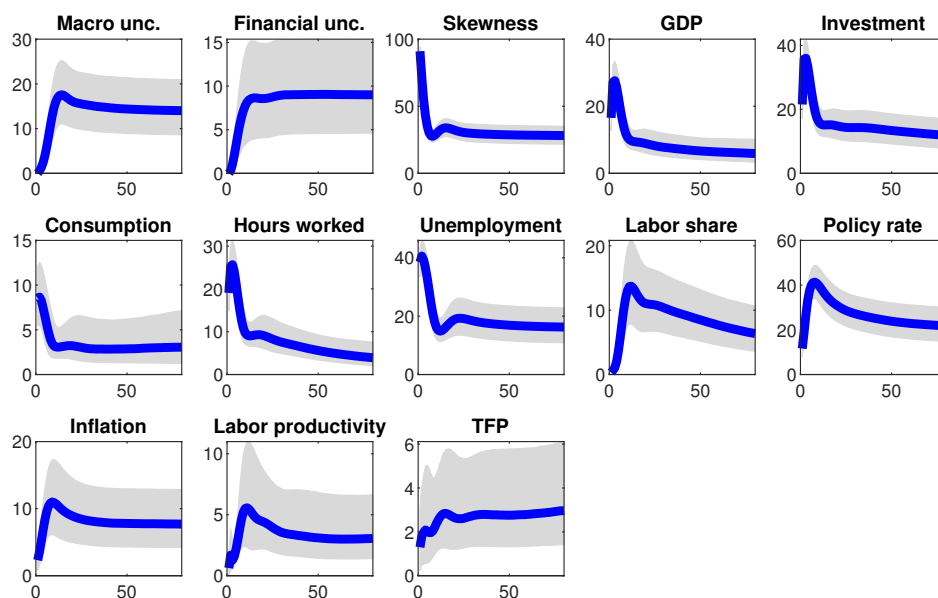 Macro unc. Financial unc. Skewness GDP Investment
30 15 100 40 40
20 10 50 20 20
10 5
0 0 0 0 0
0 50 0 50 0 50 0 50 0 50
Consumption Hours worked Unemployment Labor share Policy rate
15 30 40 20 60
10 20 20 10 40
5 10 20
0 0 0 0 0
0 50 0 50 0 50 0 50 0 50
Inflation Labor productivity TFP
20 10 6
10 5 4
2
0 0 0
0 50 0 50 0 50